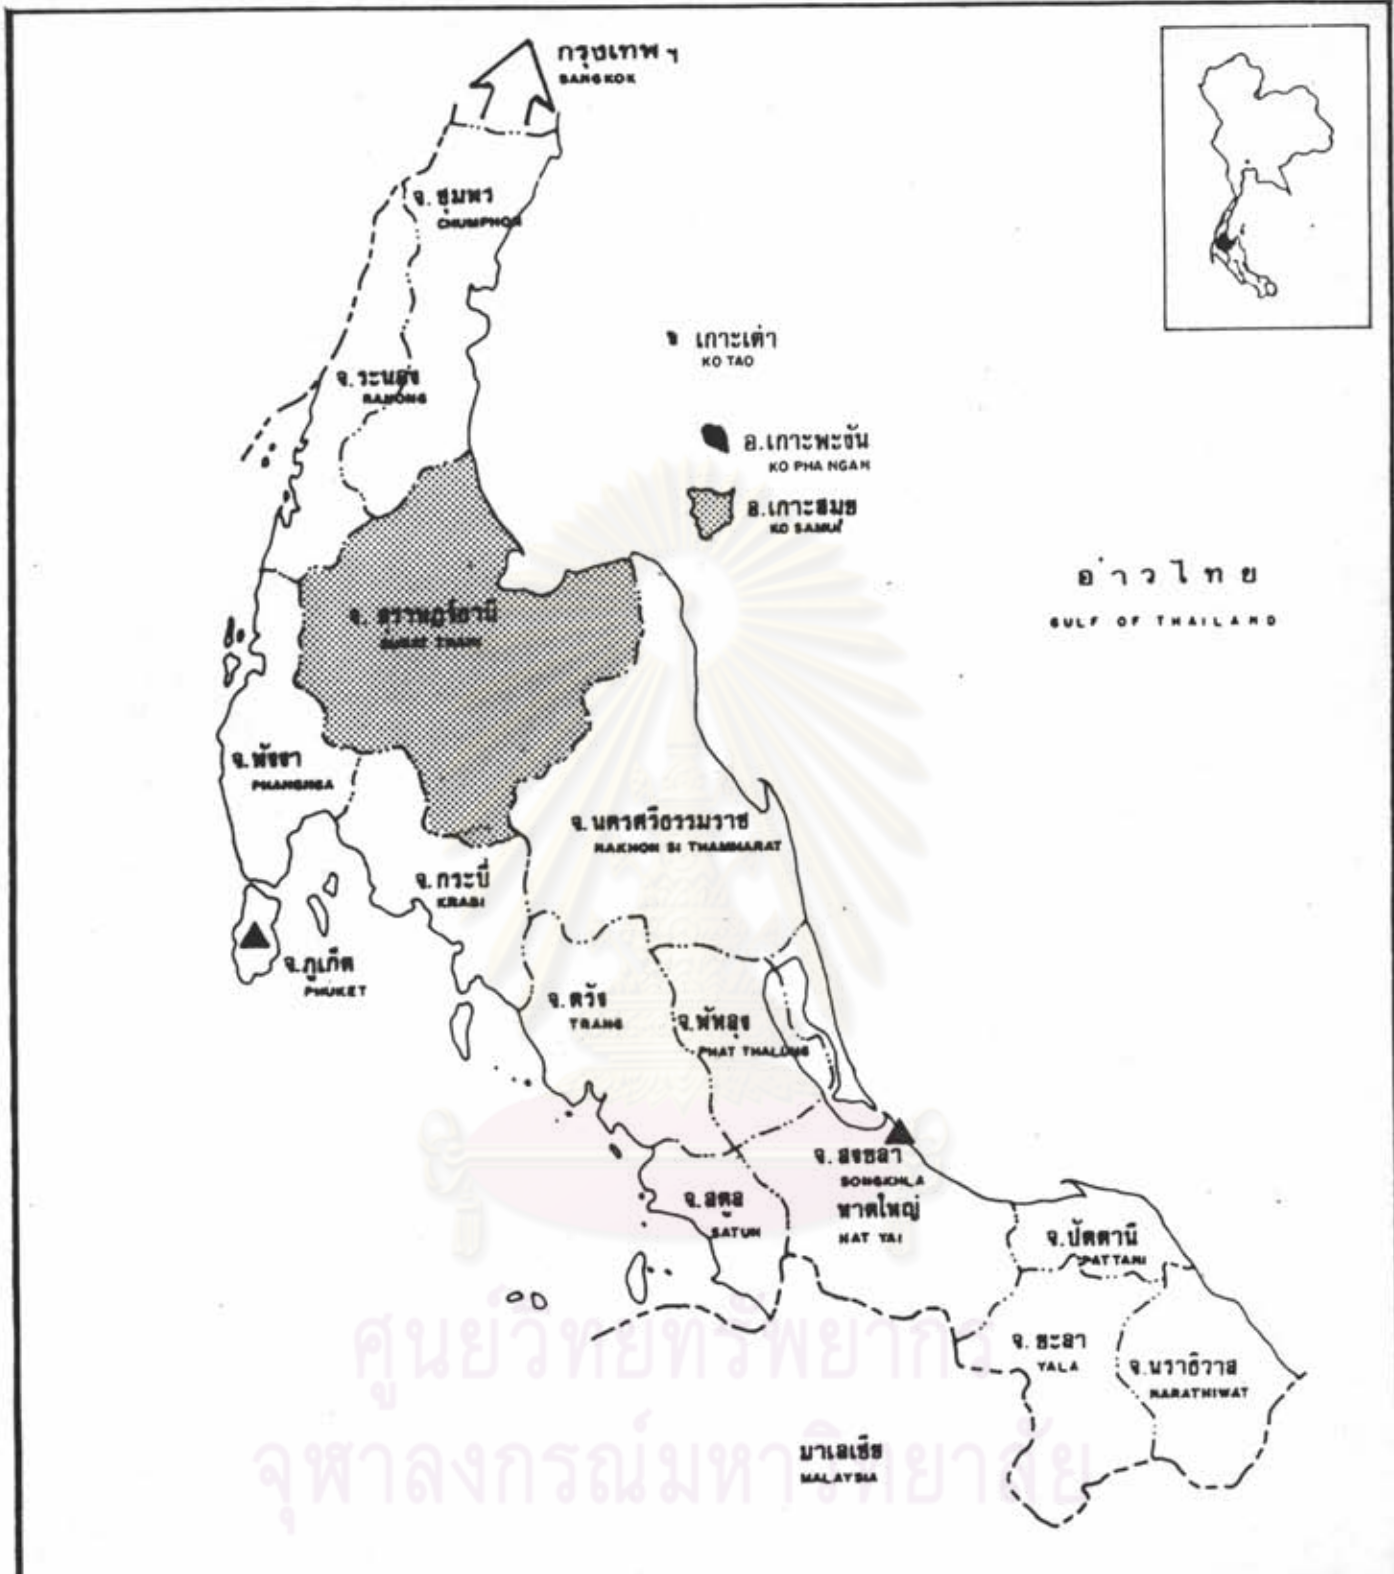 กรุงเทพ ฯ
BANGKOK
จ. ชุมพร
CHUMPHON
เกาะเต่า
KO TAO
จ. ระนอง
RANONG
อ.เกาะพะงัน
KO PHA NGAN
อ.เกาะสมุย
KO SAMUI
อ่าวไทย
GULF OF THAILAND
จ. สุราษฎร์ธานี
SURAT THANI
จ.พังงา
PHANGNGA
จ.นครศรีธรรมราช
NAKHON SI THAMMARAT
จ.กระบี่
KRABI
จ.ภูเก็ต
PHUKET
จ.ตรัง
TRANG
จ.พัทลุง
PHAT THALUNG
จ. สงขลา
SONGKHLA
หาดใหญ่
HAT YAI
จ.สตูล
SATUN
จ.ปัตตานี
PATTANI
จ. ยะลา
YALA
จ.นราธิวาส
NARATHIWAT
มาเลเซีย
MALAYSIA
ศูนย์วิทยทรัพยากร
จุฬาลงกรณ์มหาวิทยาลัย